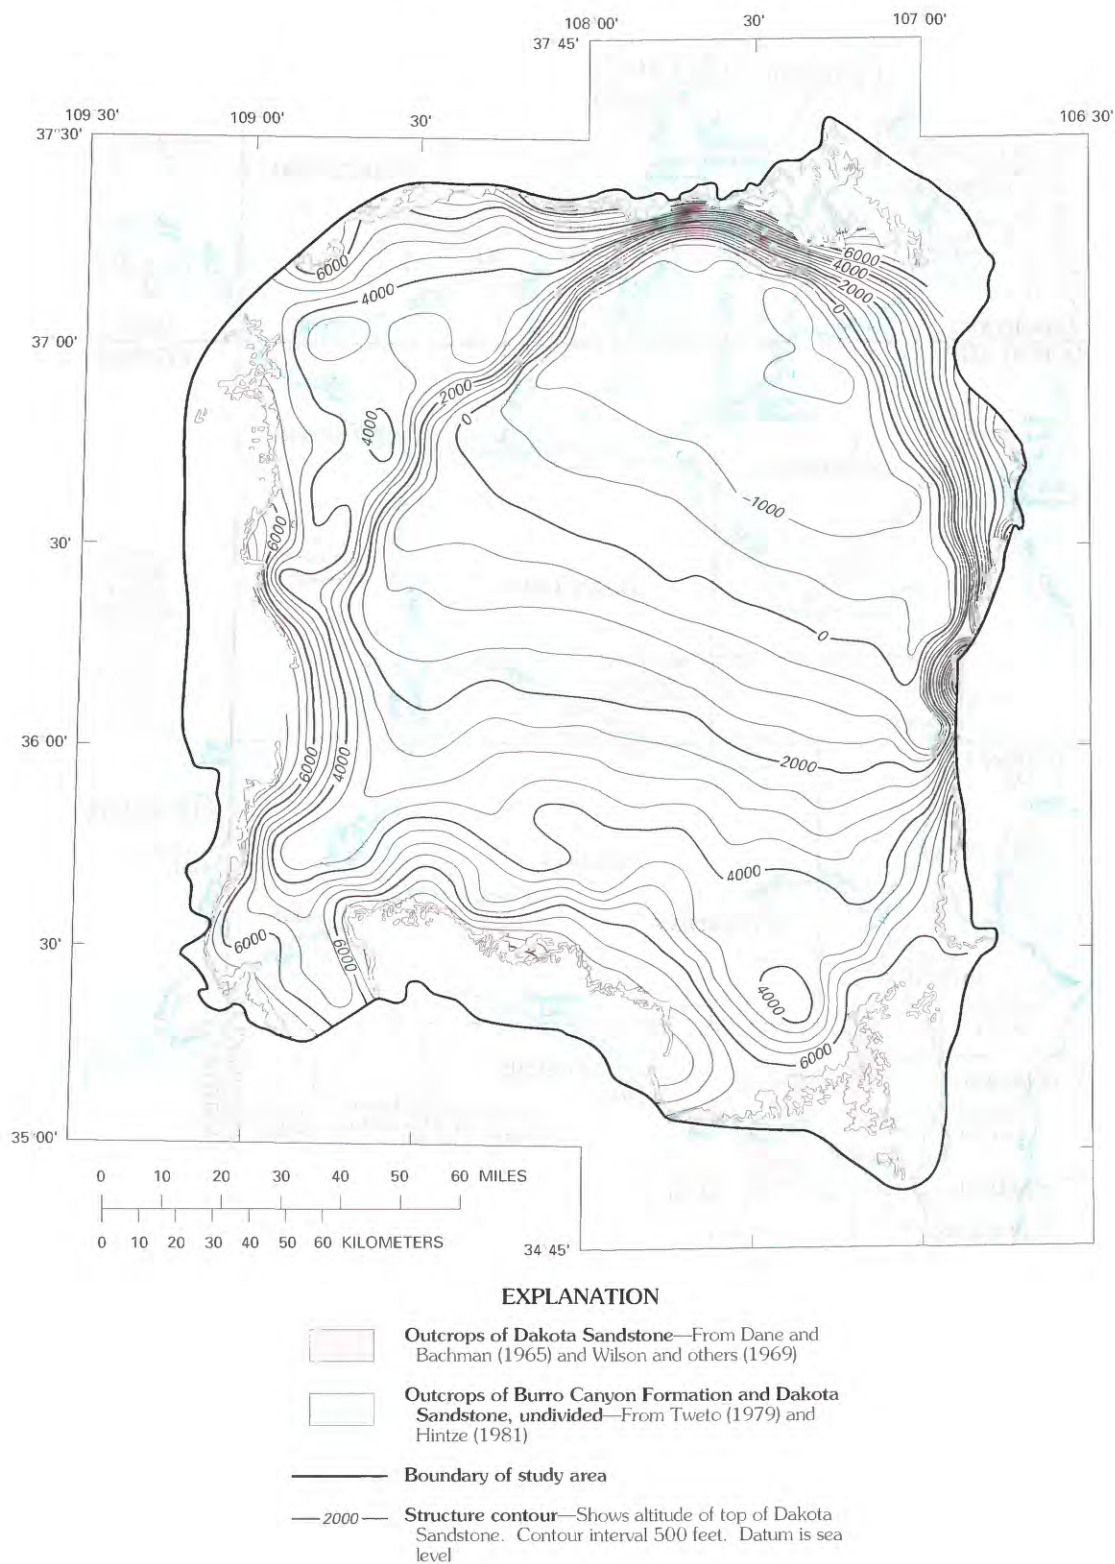 108°00' 30' 107°00'
37°45'
109°30' 109°00' 30' 106°30'
37°30'
6000
4000
2000
0
6000
4000
37°00'
2000
0
4000
-1000
6000
30'
0
6000
4000
36°00'
2000
4000
6000
30'
6000
4000
6000
35°00'
0 10 20 30 40 50 60 MILES
0 10 20 30 40 50 60 KILOMETERS
34°45'
EXPLANATION
Outcrops of Dakota Sandstone—From Dane and
Bachman (1965) and Wilson and others (1969)
Outcrops of Burro Canyon Formation and Dakota
Sandstone, undivided—From Tweto (1979) and
Hintze (1981)
Boundary of study area
—2000— Structure contour—Shows altitude of top of Dakota
Sandstone. Contour interval 500 feet. Datum is sea
level